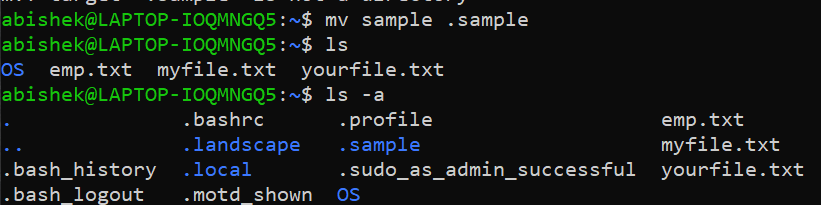 abishek@LAPTOP-IOQMNGQ5:~$ mv sample .sample
abishek@LAPTOP-IOQMNGQ5:~$ ls
OS emp.txt myfile.txt yourfile.txt
abishek@LAPTOP-IOQMNGQ5:~$ ls -a
. .bashrc .profile emp.txt
.. .landscape .sample myfile.txt
.bash_history .local .sudo_as_admin_successful yourfile.txt
.bash_logout .motd_shown OS